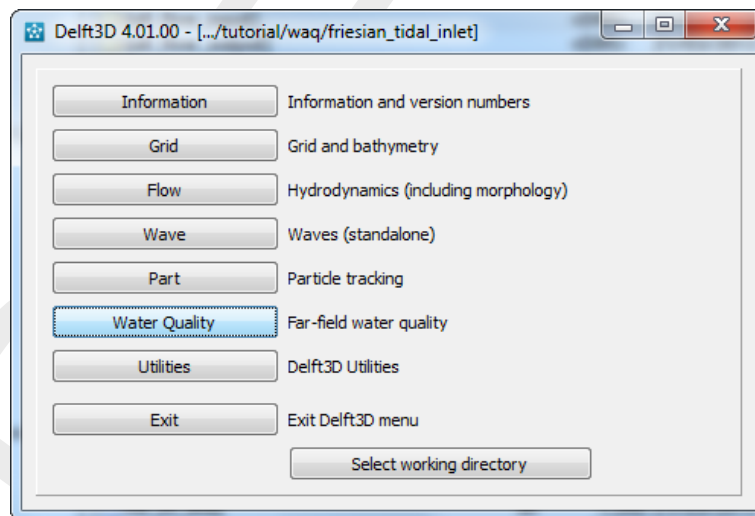 Delft3D 4.01.00 - [.../tutorial/waq/friesian_tidal_inlet]
Information Information and version numbers
Grid Grid and bathymetry
Flow Hydrodynamics (including morphology)
Wave Waves (standalone)
Part Particle tracking
Water Quality Far-field water quality
Utilities Delft3D Utilities
Exit Exit Delft3D menu
Select working directory